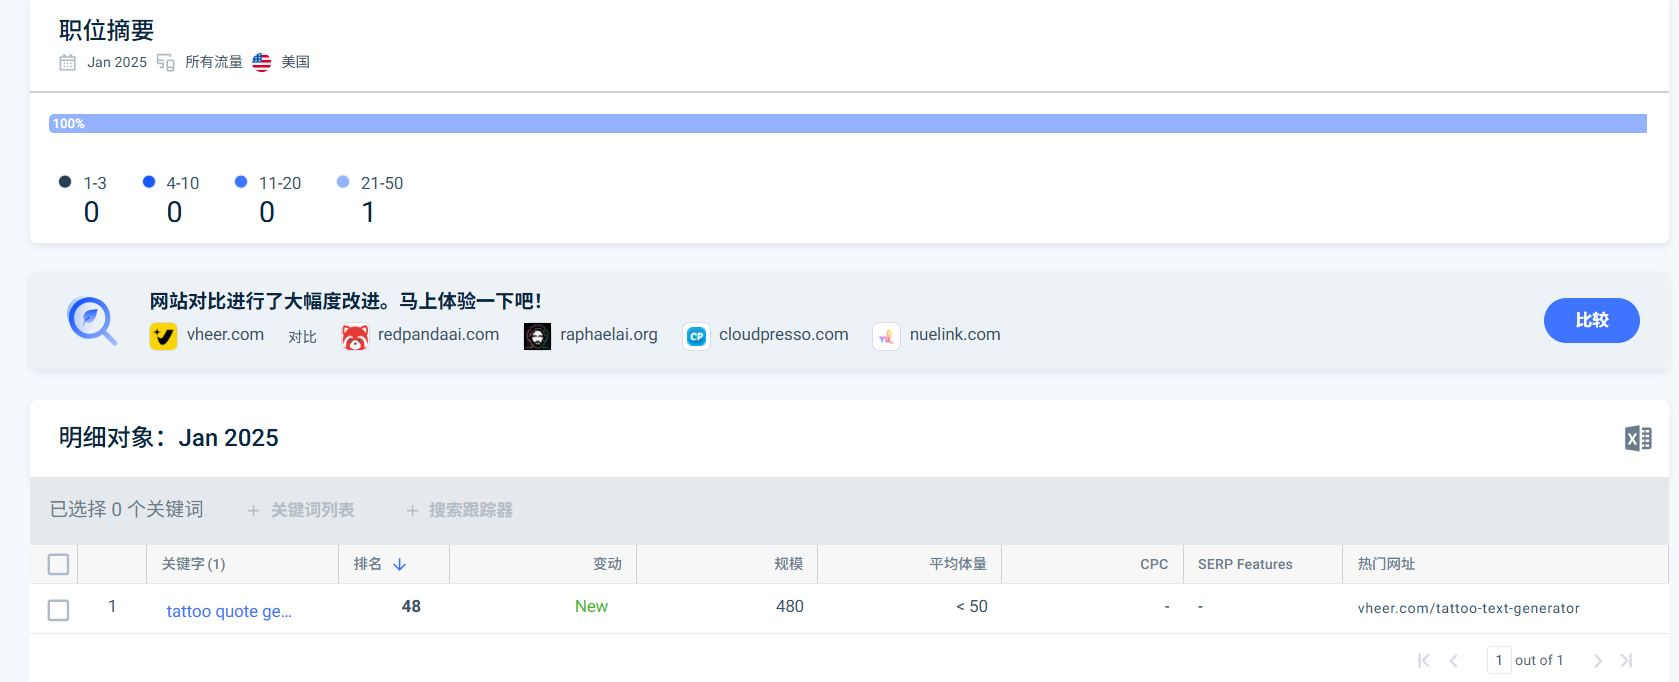 职位摘要
Jan 2025 所有流量 美国
100%
1-3 4-10 11-20 21-50
0 0 0 1
网站对比进行了大幅度改进。马上体验一下吧！
vheer.com 对比 redpandaai.com raphaelai.org CP cloudpresso.com nuelink.com
比较
明细对象：Jan 2025
已选择 0 个关键词 + 关键词列表 + 搜索跟踪器
关键字 (1) 排名 变动 规模 平均体量 CPC SERP Features 热门网址
1 tattoo quote ge... 48 New 480 < 50 - - vheer.com/tattoo-text-generator
1 out of 1